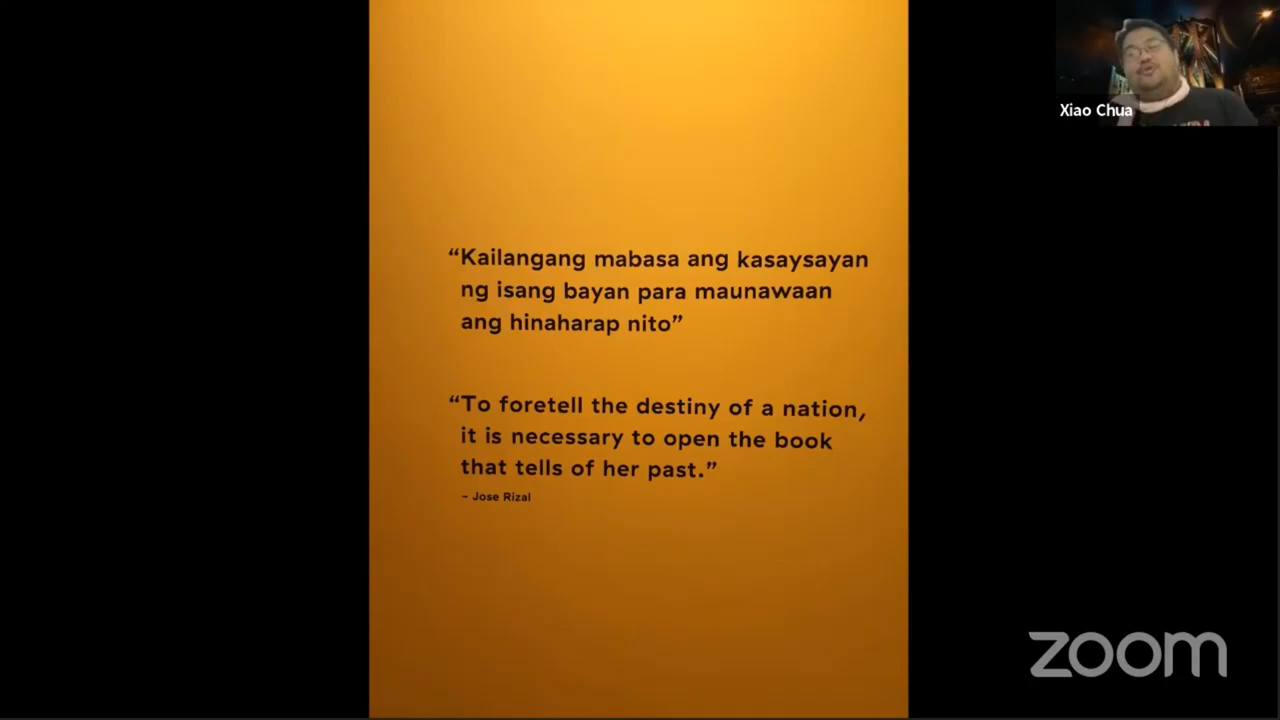 Xiao Chua
“Kailangang mabasa ang kasaysayan
ng isang bayan para maunawaan
ang hinaharap nito”
“To foretell the destiny of a nation,
it is necessary to open the book
that tells of her past.”
– Jose Rizal
zoom